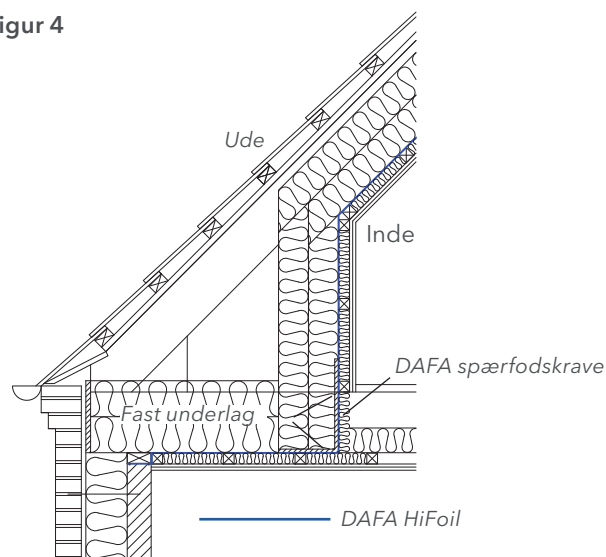 igur 4
Ude
Inde
DAFA spærfodskrave
Fast underlag
DAFA HiFoil